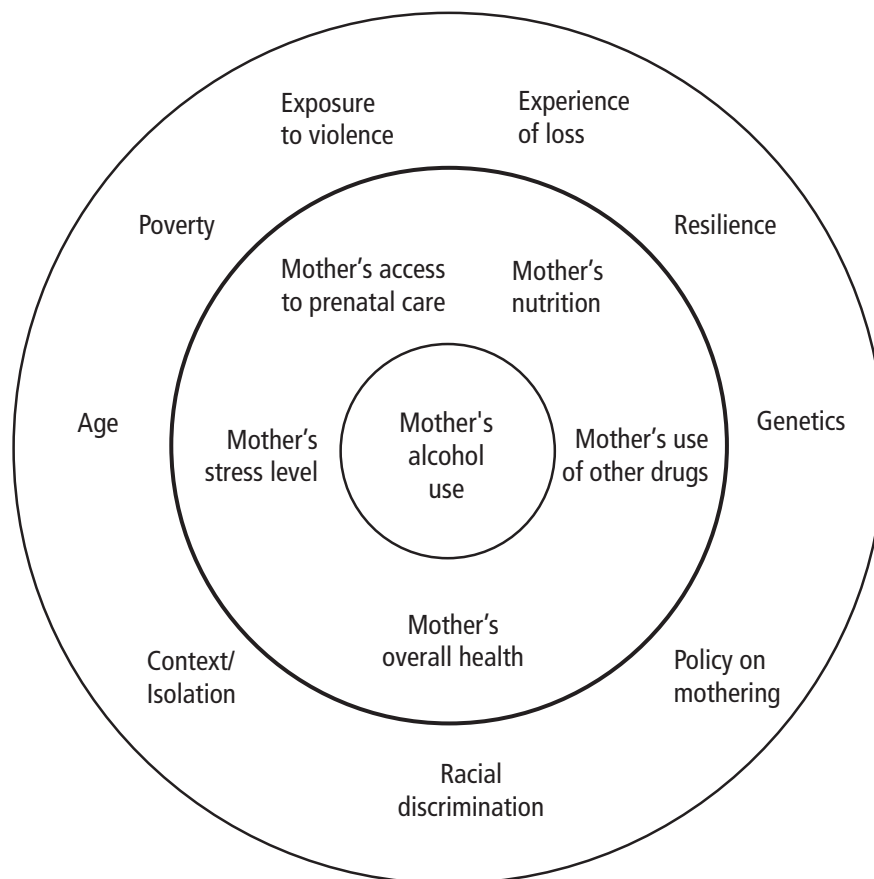 Exposure
to violence
Experience
of loss
Poverty
Resilience
Mother’s access
to prenatal care
Mother’s
nutrition
Age
Mother’s
stress level
Mother's
alcohol
use
Mother’s use
of other drugs
Genetics
Mother’s
overall health
Context/
Isolation
Policy on
mothering
Racial
discrimination